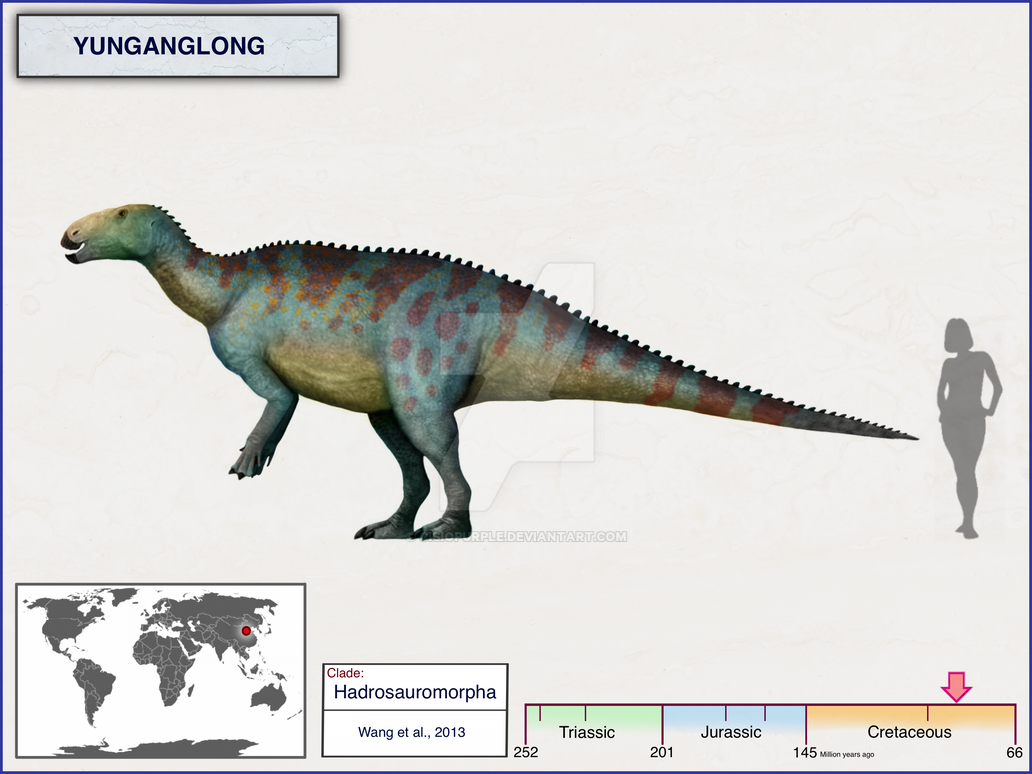 YUNGANGLONG
Clade:
Hadrosauromorpha
Wang et al., 2013
Triassic
Jurassic
Cretaceous
252
201
145 Million years ago
66